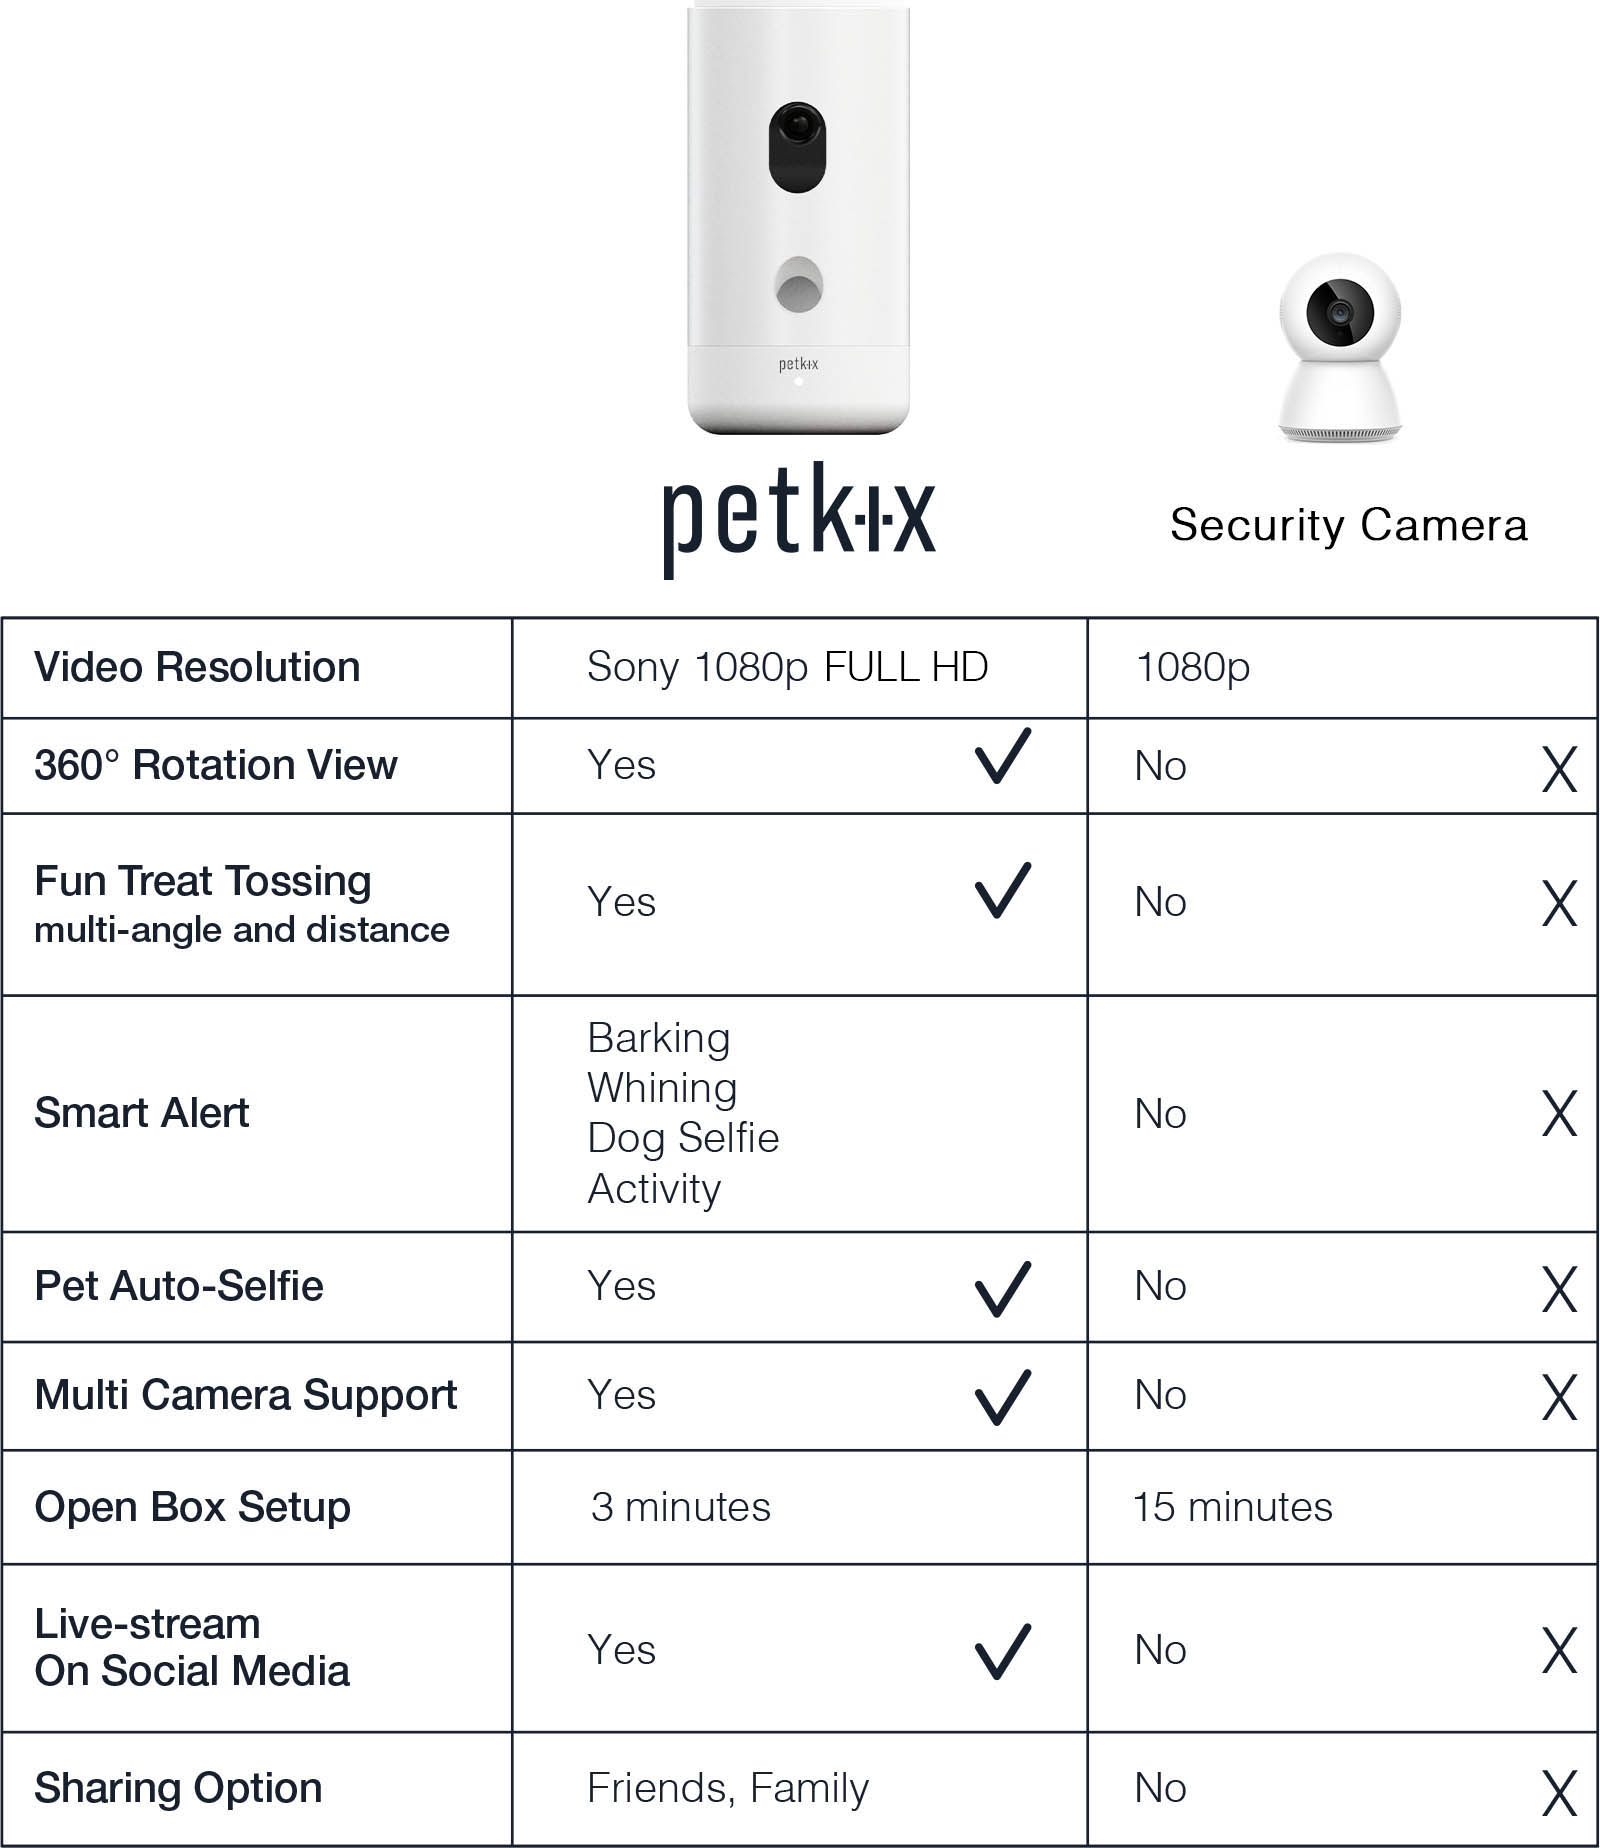 petkix
petkix
Security Camera
Video Resolution Sony 1080p FULL HD 1080p
360° Rotation View Yes ✓ No X
Fun Treat Tossing
multi-angle and distance Yes ✓ No X
Smart Alert Barking
Whining
Dog Selfie
Activity No X
Pet Auto-Selfie Yes ✓ No X
Multi Camera Support Yes ✓ No X
Open Box Setup 3 minutes 15 minutes
Live-stream
On Social Media Yes ✓ No X
Sharing Option Friends, Family No X